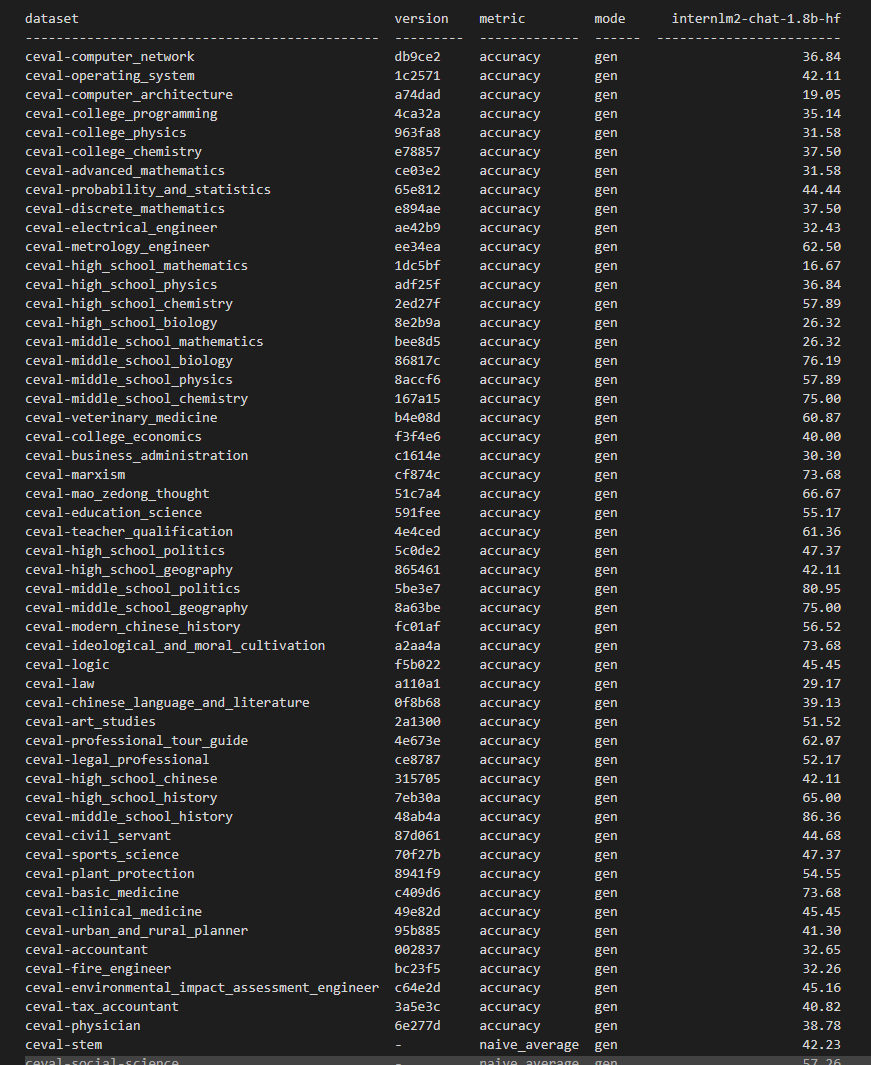 dataset version metric mode internlm2-chat-1.8b-hf
---------------------------------------------- --------- ------------- ------ ------------------------
ceval-computer_network db9ce2 accuracy gen 36.84
ceval-operating_system 1c2571 accuracy gen 42.11
ceval-computer_architecture a74dad accuracy gen 19.05
ceval-college_programming 4ca32a accuracy gen 35.14
ceval-college_physics 963fa8 accuracy gen 31.58
ceval-college_chemistry e78857 accuracy gen 37.50
ceval-advanced_mathematics ce03e2 accuracy gen 31.58
ceval-probability_and_statistics 65e812 accuracy gen 44.44
ceval-discrete_mathematics e894ae accuracy gen 37.50
ceval-electrical_engineer ae42b9 accuracy gen 32.43
ceval-metrology_engineer ee34ea accuracy gen 62.50
ceval-high_school_mathematics 1dc5bf accuracy gen 16.67
ceval-high_school_physics adf25f accuracy gen 36.84
ceval-high_school_chemistry 2ed27f accuracy gen 57.89
ceval-high_school_biology 8e2b9a accuracy gen 26.32
ceval-middle_school_mathematics bee8d5 accuracy gen 26.32
ceval-middle_school_biology 86817c accuracy gen 76.19
ceval-middle_school_physics 8accf6 accuracy gen 57.89
ceval-middle_school_chemistry 167a15 accuracy gen 75.00
ceval-veterinary_medicine b4e08d accuracy gen 60.87
ceval-college_economics f3f4e6 accuracy gen 40.00
ceval-business_administration c1614e accuracy gen 30.30
ceval-marxism cf874c accuracy gen 73.68
ceval-mao_zedong_thought 51c7a4 accuracy gen 66.67
ceval-education_science 591fee accuracy gen 55.17
ceval-teacher_qualification 4e4ced accuracy gen 61.36
ceval-high_school_politics 5c0de2 accuracy gen 47.37
ceval-high_school_geography 865461 accuracy gen 42.11
ceval-middle_school_politics 5be3e7 accuracy gen 80.95
ceval-middle_school_geography 8a63be accuracy gen 75.00
ceval-modern_chinese_history fc01af accuracy gen 56.52
ceval-ideological_and_moral_cultivation a2aa4a accuracy gen 73.68
ceval-logic f5b022 accuracy gen 45.45
ceval-law a110a1 accuracy gen 29.17
ceval-chinese_language_and_literature 0f8b68 accuracy gen 39.13
ceval-art_studies 2a1300 accuracy gen 51.52
ceval-professional_tour_guide 4e673e accuracy gen 62.07
ceval-legal_professional ce8787 accuracy gen 52.17
ceval-high_school_chinese 315705 accuracy gen 42.11
ceval-high_school_history 7eb30a accuracy gen 65.00
ceval-middle_school_history 48ab4a accuracy gen 86.36
ceval-civil_servant 87d061 accuracy gen 44.68
ceval-sports_science 70f27b accuracy gen 47.37
ceval-plant_protection 8941f9 accuracy gen 54.55
ceval-basic_medicine c409d6 accuracy gen 73.68
ceval-clinical_medicine 49e82d accuracy gen 45.45
ceval-urban_and_rural_planner 95b885 accuracy gen 41.30
ceval-accountant 002837 accuracy gen 32.65
ceval-fire_engineer bc23f5 accuracy gen 32.26
ceval-environmental_impact_assessment_engineer c64e2d accuracy gen 45.16
ceval-tax_accountant 3a5e3c accuracy gen 40.82
ceval-physician 6e277d accuracy gen 38.78
ceval-stem - naive_average gen 42.23
ceval-social-science - naive_average gen 57.26